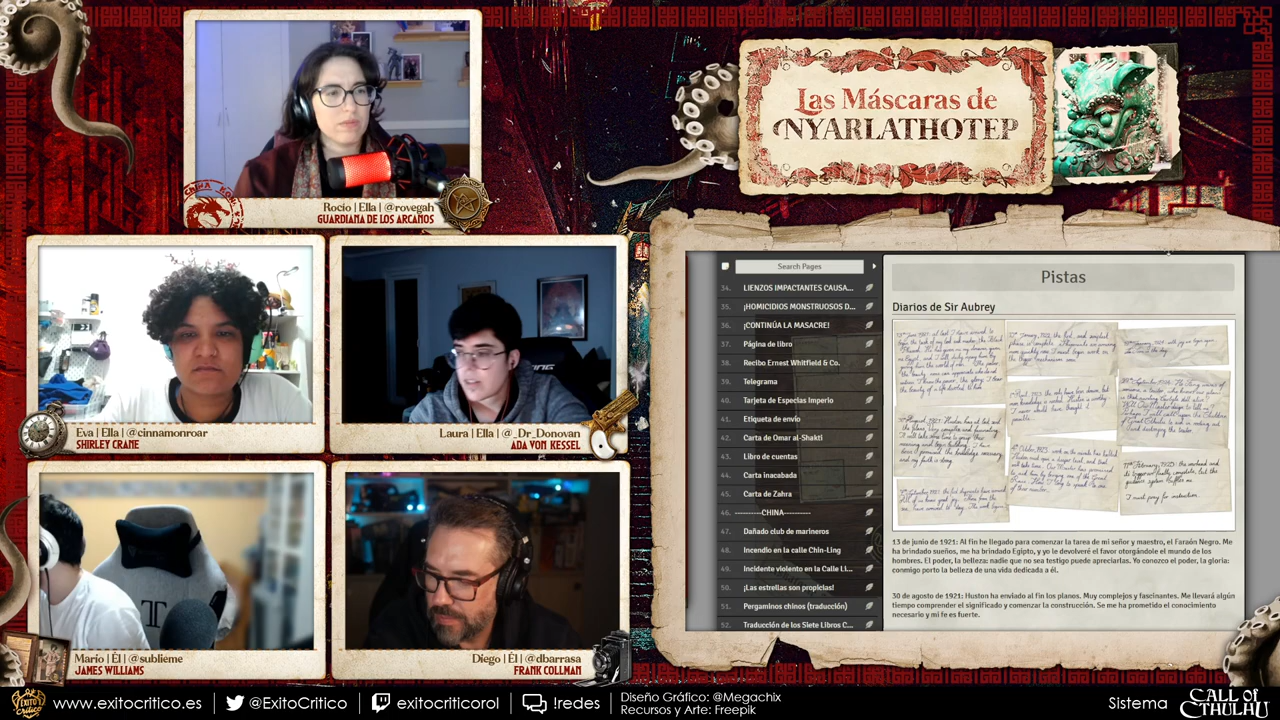 Rocío | Ella | @rovegah
GUARDIANA DE LOS ARCANOS
Las Máscaras de
NYARLATHOTEP
Eva | Ella | @cinnamonroar
SHIRLEY CRANE
Laura | Ella | @_Dr_Donovan
ADA VON KESSEL
Mario | Él | @sublieme
JAMES WILLIAMS
Diego | Él | @dbarrasa
FRANK COLLMAN
Search Pages
34. LIENZOS IMPACTANTES CAUSA...
35. ¡HOMICIDIOS MONSTRUOSOS D...
36. ¡CONTINÚA LA MASACRE!
37. Página de libro
38. Recibo Ernest Whitfield & Co.
39. Telegrama
40. Tarjeta de Especias Imperio
41. Etiqueta de envío
42. Carta de Omar al-Shakti
43. Libro de cuentas
44. Carta inacabada
45. Carta de Zahra
46. ----------CHINA----------
47. Dañado club de marineros
48. Incendio en la calle Chin-Ling
49. Incidente violento en la Calle Li...
50. ¡Las estrellas son propicias!
51. Pergaminos chinos (traducción)
52. Traducción de los Siete Libros C...
Pistas
Diarios de Sir Aubrey
13 de junio de 1921: Al fin he llegado para comenzar la tarea de mi señor y maestro, el Faraón Negro. Me
ha brindado sueños, me ha brindado Egipto, y yo le devolveré el favor otorgándole el mundo de los
hombres. El poder, la belleza: nadie que no sea testigo puede apreciarlas. Yo conozco el poder, la gloria:
conmigo porto la belleza de una vida dedicada a él.
30 de agosto de 1921: Huston ha enviado al fin los planos. Muy complejos y fascinantes. Me llevará algún
tiempo comprender el significado y comenzar la construcción. Se me ha prometido el conocimiento
necesario y mi fe es fuerte.
www.exitocritico.es
@ExitoCritico
exitocriticorol
!redes
Diseño Gráfico: @Megachix
Recursos y Arte: Freepik
Sistema
CALL of
CTHULHU